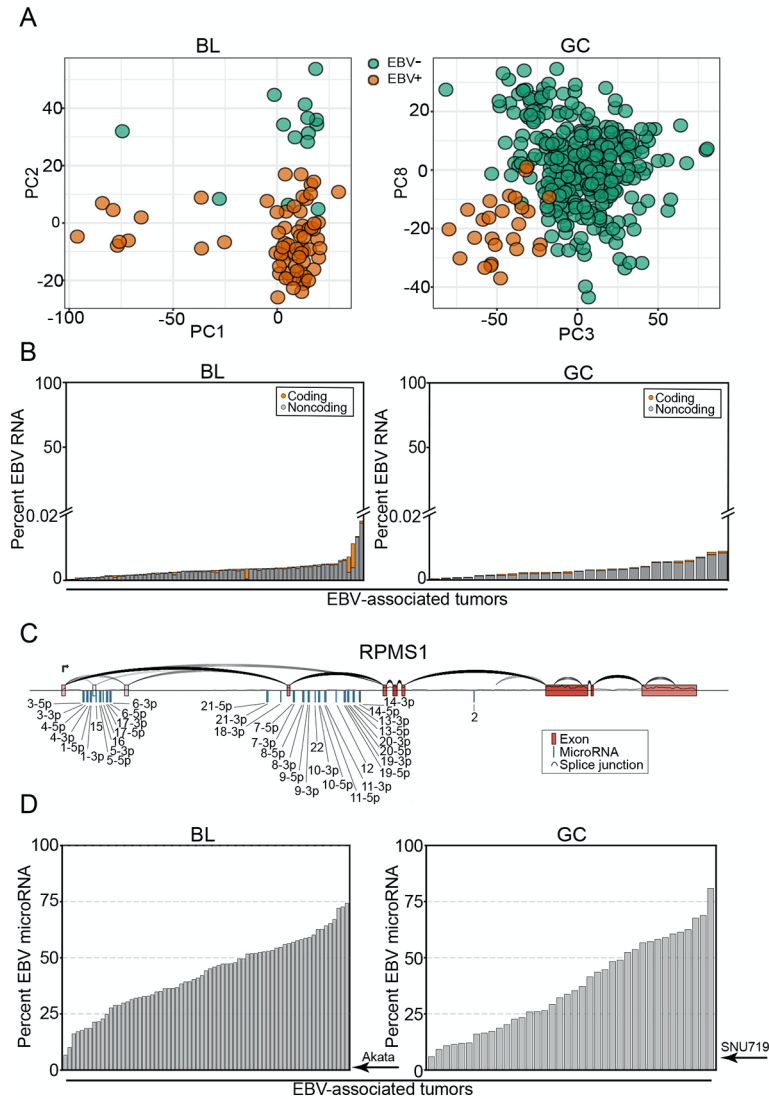 A
BL
GC
EBV-
EBV+
PC2
40
20
0
-20
-100
-50
0
PC1
PC8
20
0
-20
-40
-50
0
50
PC3
B
BL
GC
Percent EBV RNA
100
50
0.02
0
Coding
Noncoding
Percent EBV RNA
100
50
0.02
0
Coding
Noncoding
EBV-associated tumors
C
RPMS1
3-5p
3-3p
4-5p
4-3p
1-5p
1-3p
15
6-3p
6-5p
17-3p
17-5p
16
5-3p
5-5p
21-5p
21-3p
18-3p
7-5p
7-3p
8-5p
8-3p
9-5p
9-3p
22
10-3p
10-5p
12
11-3p
11-5p
14-3p
14-5p
13-3p
13-5p
20-3p
20-5p
19-3p
19-5p
2
Exon
MicroRNA
Splice junction
D
BL
GC
Percent EBV microRNA
100
75
50
25
0
Akata
Percent EBV microRNA
100
75
50
25
0
SNU719
EBV-associated tumors